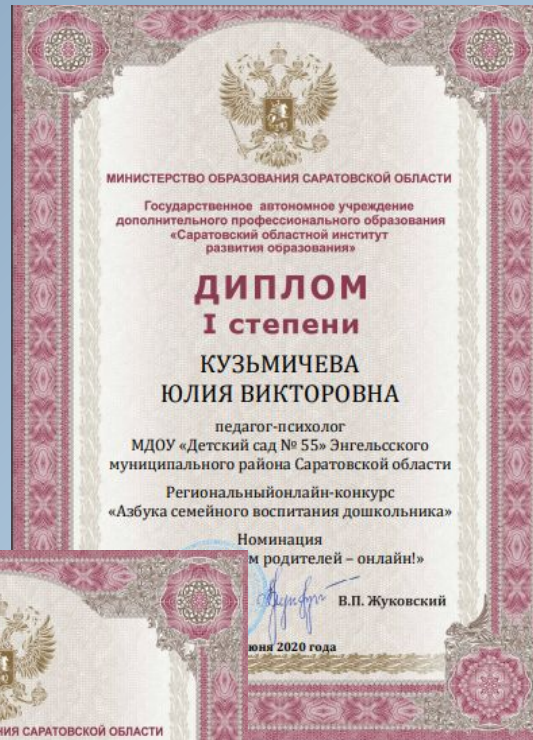 МИНИСТЕРСТВО ОБРАЗОВАНИЯ САРАТОВСКОЙ ОБЛАСТИ
Государственное автономное учреждение
дополнительного профессионального образования
«Саратовский областной институт
развития образования»
ДИПЛОМ
I степени
КУЗЬМИЧЕВА
ЮЛИЯ ВИКТОРОВНА
педагог-психолог
МДОУ «Детский сад № 55» Энгельсского
муниципального района Саратовской области
Региональныйонлайн-конкурс
«Азбука семейного воспитания дошкольника»
Номинация
м родителей – онлайн!»
В.П. Жуковский
юня 2020 года
НИЯ САРАТОВСКОЙ ОБЛАСТИ